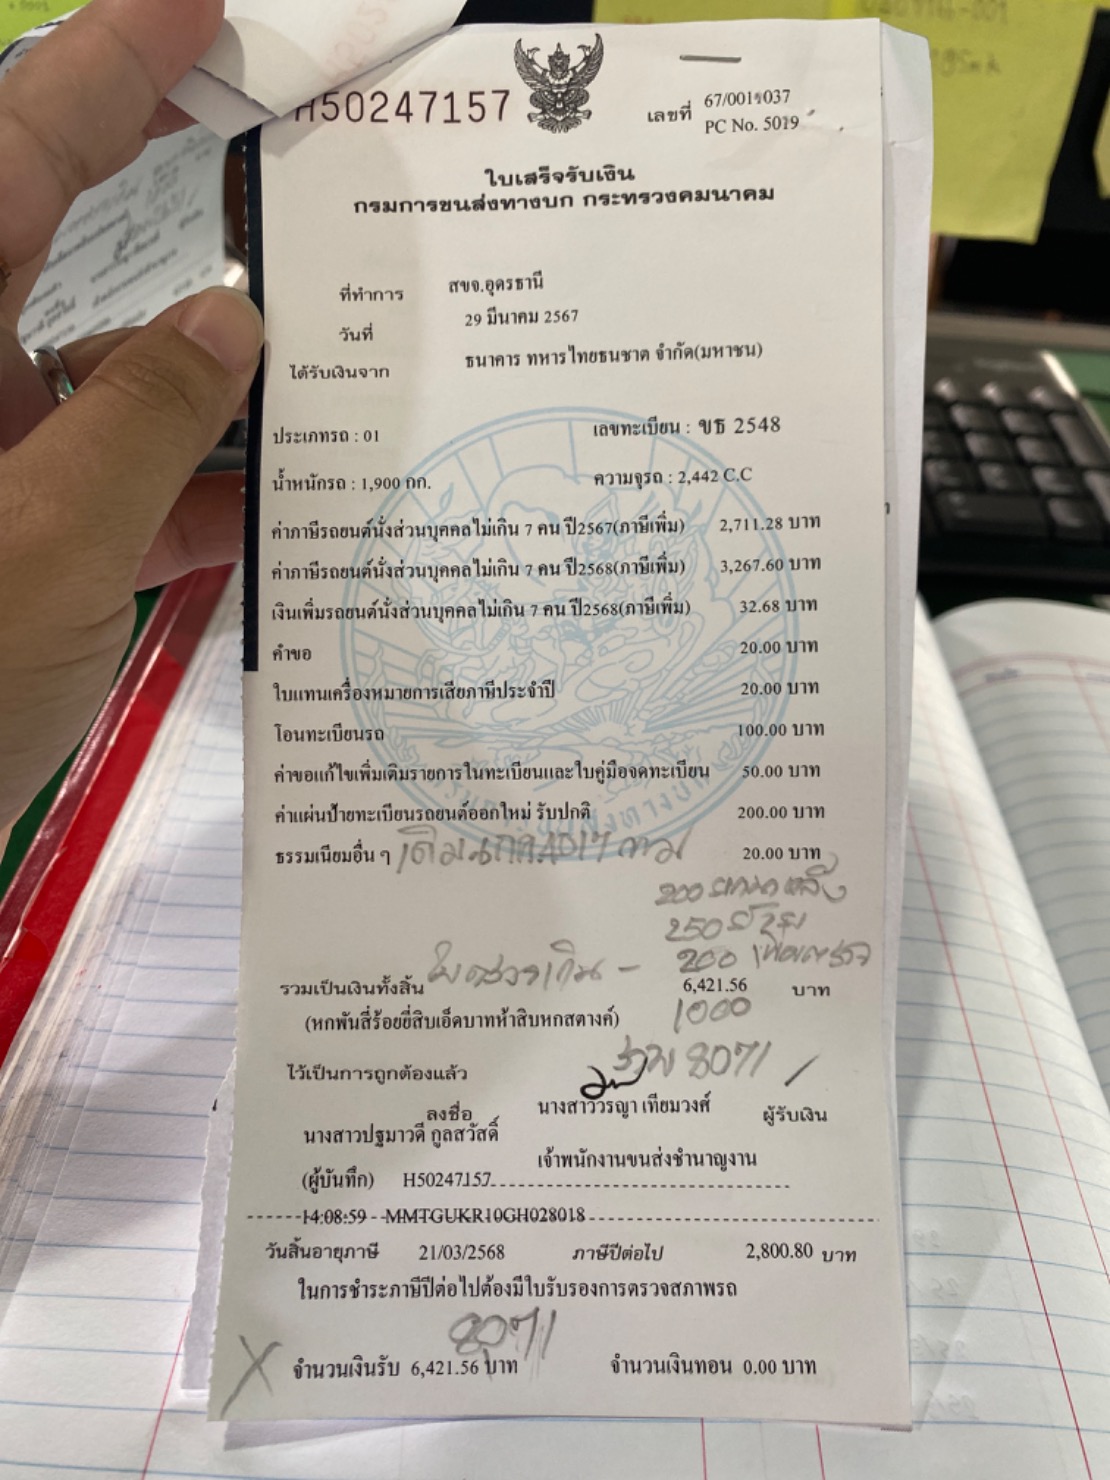 H50247157
เลขที่ 67/0011037
PC No. 5019
ใบเสร็จรับเงิน
กรมการขนส่งทางบก กระทรวงคมนาคม
ที่ทำการ สขจ.อุดรธานี
วันที่ 29 มีนาคม 2567
ได้รับเงินจาก ธนาคาร ทหารไทยธนชาต จำกัด(มหาชน)
ประเภทรถ : 01 เลขทะเบียน : ขธ 2548
น้ำหนักรถ : 1,900 กก. ความจุรถ : 2,442 C.C
ค่าภาษีรถยนต์นั่งส่วนบุคคลไม่เกิน 7 คน ปี2567(ภาษีเพิ่ม) 2,711.28 บาท
ค่าภาษีรถยนต์นั่งส่วนบุคคลไม่เกิน 7 คน ปี2568(ภาษีเพิ่ม) 3,267.60 บาท
เงินเพิ่มรถยนต์นั่งส่วนบุคคลไม่เกิน 7 คน ปี2568(ภาษีเพิ่ม) 32.68 บาท
คำขอ 20.00 บาท
ใบแทนเครื่องหมายการเสียภาษีประจำปี 20.00 บาท
โอนทะเบียนรถ 100.00 บาท
ค่าขอแก้ไขเพิ่มเติมรายการในทะเบียนและใบคู่มือจดทะเบียน 50.00 บาท
ค่าแผ่นป้ายทะเบียนรถยนต์ออกใหม่ รับปกติ 200.00 บาท
ธรรมเนียมอื่น ๆ 20.00 บาท
200
250
ใบเสร็จเกิน - 200
รวมเป็นเงินทั้งสิ้น 6,421.56 บาท
(หกพันสี่ร้อยยี่สิบเอ็ดบาทห้าสิบหกสตางค์) 1000
รวม 8071
ไว้เป็นการถูกต้องแล้ว
ลงชื่อ นางสาววรญา เทียมวงศ์ ผู้รับเงิน
นางสาวปฐมาวดี กูลสวัสดิ์
เจ้าพนักงานขนส่งชำนาญงาน
(ผู้บันทึก) H50247157
14:08:59 MMTGUKR10GH028018
วันสิ้นอายุภาษี 21/03/2568 ภาษีปีต่อไป 2,800.80 บาท
ในการชำระภาษีปีต่อไปต้องมีใบรับรองการตรวจสภาพรถ
8071
X จำนวนเงินรับ 6,421.56 บาท จำนวนเงินทอน 0.00 บาท